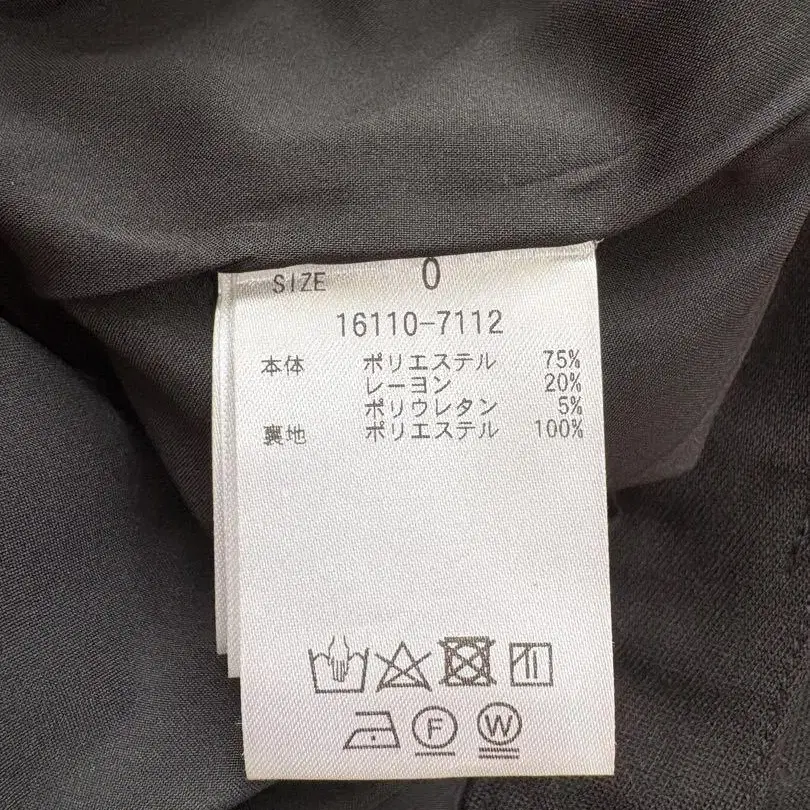 SIZE 0
16110-7112
本体 ポリエステル 75%
レーヨン 20%
ポリウレタン 5%
裏地 ポリエステル 100%
F W